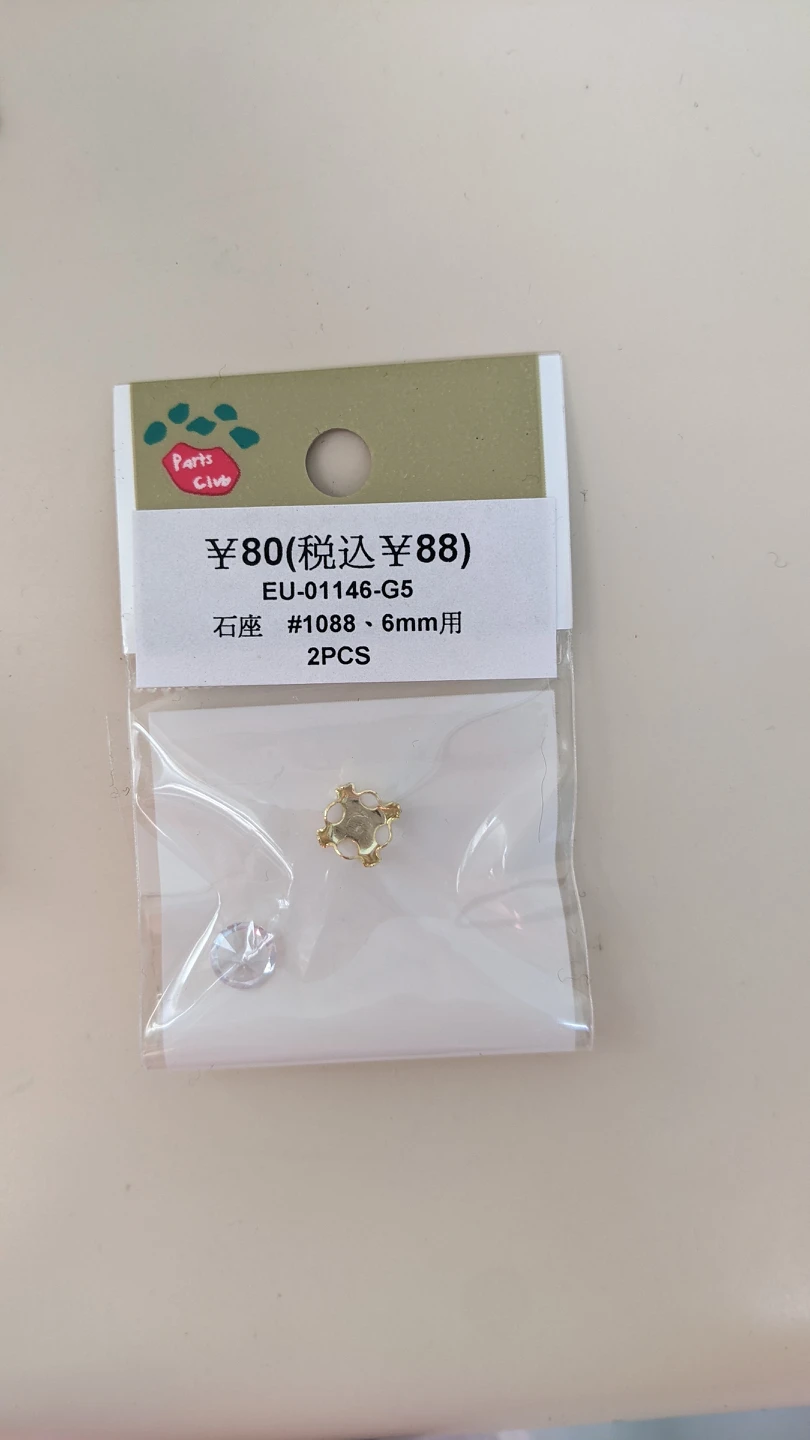 Parts
Club
￥80(税込￥88)
EU-01146-G5
石座　#1088、6mm用
2PCS